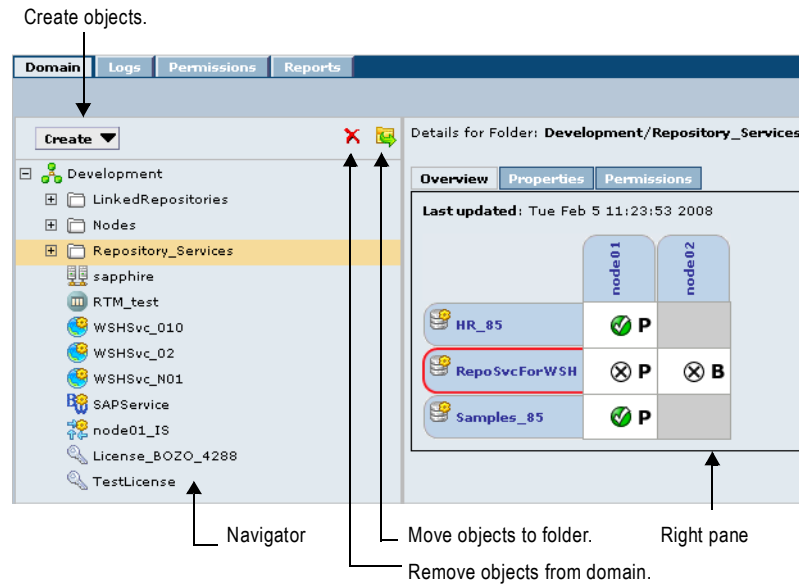 Create objects.
Domain Logs Permissions Reports
Create
Details for Folder: Development/Repository_Services
Development
LinkedRepositories
Nodes
Repository_Services
sapphire
RTM_test
WSHSvc_010
WSHSvc_02
WSHSvc_N01
SAPService
node01_IS
License_BOZO_4288
TestLicense
Overview Properties Permissions
Last updated: Tue Feb 5 11:23:53 2008
node01 node02
HR_85 P
RepoSvcForWSH P B
Samples_85 P
Navigator
Move objects to folder.
Right pane
Remove objects from domain.